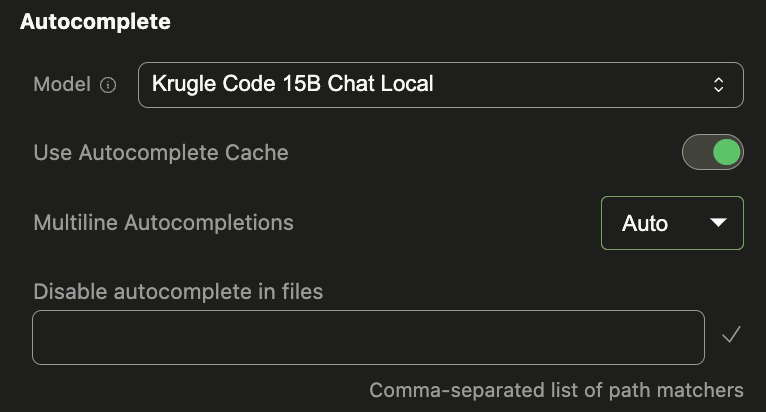 Autocomplete
Model
Krugle Code 15B Chat Local
Use Autocomplete Cache
Multiline Autocompletions
Auto
Disable autocomplete in files
Comma-separated list of path matchers